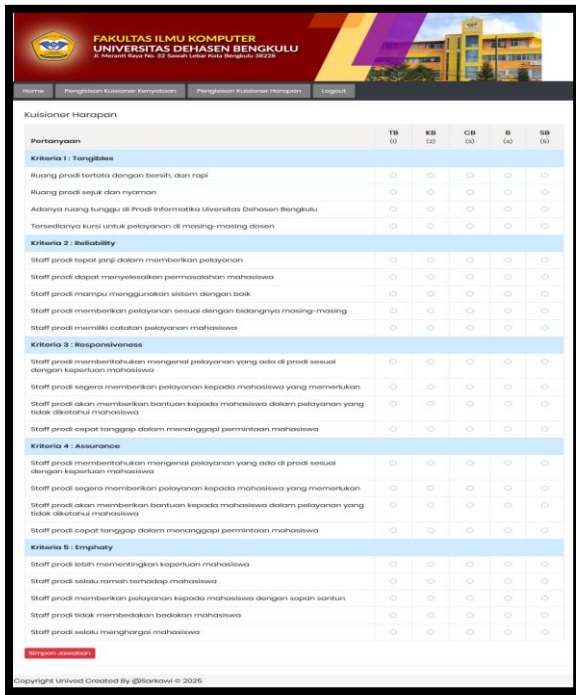 FAKULTAS ILMU KOMPUTER
UNIVERSITAS DEHASEN BENGKULU
Jl. Meranti Raya No. 32 Sawah Lebar Kota Bengkulu 38228
Home Pengisisan Kuisioner Kenyataan Pengisisan Kuisioner Harapan Logout
Kuisioner Harapan
Pertanyaan TB (1) KB (2) CB (3) B (4) SB (5)
Kriteria 1 : Tangibles
Ruang prodi tertata dengan bersih, dan rapi
Ruang prodi sejuk dan nyaman
Adanya ruang tunggu di Prodi Informatika Uiversitas Dehasen Bengkulu
Tersedianya kursi untuk pelayanan di masing-masing dosen
Kriteria 2 : Reliability
Staff prodi tepat janji dalam memberikan pelayanan
Staff prodi dapat menyelesaikan permasalahan mahasiswa
Staff prodi mampu menggunakan sistem dengan baik
Staff prodi memberikan pelayanan sesuai dengan bidangnya masing-masing
Staff prodi memiliki catatan pelayanan mahasiswa
Kriteria 3 : Responsiveness
Staff prodi memberitahukan mengenai pelayanan yang ada di prodi sesuai
dengan keperluan mahasiswa
Staff prodi segera memberikan pelayanan kepada mahasiswa yang memerlukan
Staff prodi akan memberikan bantuan kepada mahasiswa dalam pelayanan yang
tidak diketahui mahasiswa
Staff prodi cepat tanggap dalam menanggapi permintaan mahasiswa
Kriteria 4 : Assurance
Staff prodi memberitahukan mengenai pelayanan yang ada di prodi sesuai
dengan keperluan mahasiswa
Staff prodi segera memberikan pelayanan kepada mahasiswa yang memerlukan
Staff prodi akan memberikan bantuan kepada mahasiswa dalam pelayanan yang
tidak diketahui mahasiswa
Staff prodi cepat tanggap dalam menanggapi permintaan mahasiswa
Kriteria 5 : Emphaty
Staff prodi lebih mementingkan keperluan mahasiswa
Staff prodi selalu ramah terhadap mahasiswa
Staff prodi memberikan pelayanan kepada mahasiswa dengan sopan santun
Staff prodi tidak membedakan bedakan mahasiswa
Staff prodi selalu menghargai mahasiswa
Simpan Jawaban
Copyright Unived Created By @Sarkawi © 2025